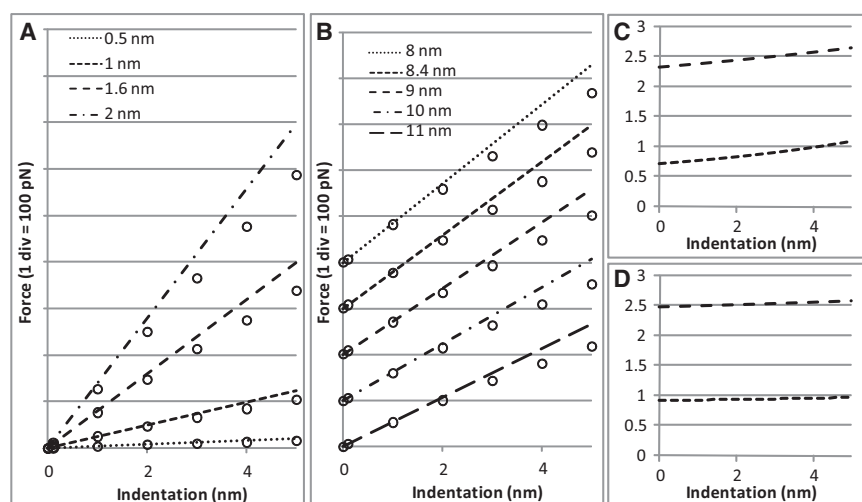 A
0.5 nm
1 nm
1.6 nm
2 nm
Force (1 div = 100 pN)
0 2 4
Indentation (nm)
B
8 nm
8.4 nm
9 nm
10 nm
11 nm
Force (1 div = 100 pN)
0 2 4
Indentation (nm)
C
3
2.5
2
1.5
1
0.5
0
0 2 4
Indentation (nm)
D
3
2.5
2
1.5
1
0.5
0
0 2 4
Indentation (nm)